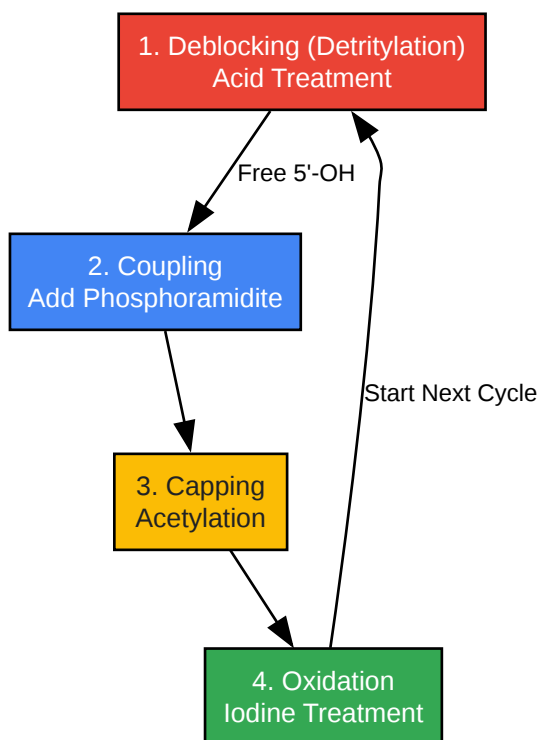 1. Deblocking (Detritylation)
Acid Treatment
Free 5'-OH
2. Coupling
Add Phosphoramidite
Start Next Cycle
3. Capping
Acetylation
4. Oxidation
Iodine Treatment